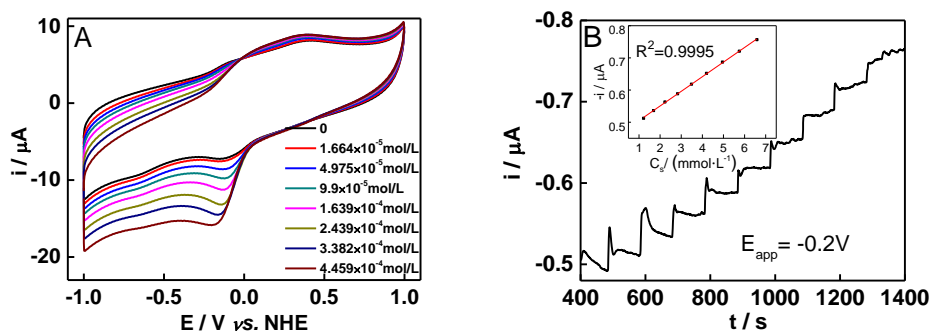 A
i / μA
10
0
-10
-20
0
1.664×10-5mol/L
4.975×10-5mol/L
9.9×10-5mol/L
1.639×10-4mol/L
2.439×10-4mol/L
3.382×10-4mol/L
4.459×10-4mol/L
-1.0 -0.5 0.0 0.5 1.0
E / V vs. NHE
B
i / μA
-0.8
-0.7
-0.6
-0.5
R2=0.9995
-i / μA
0.8
0.7
0.6
0.5
1 2 3 4 5 6 7
Cs/ (mmol·L-1)
Eapp= -0.2V
400 600 800 1000 1200 1400
t / s